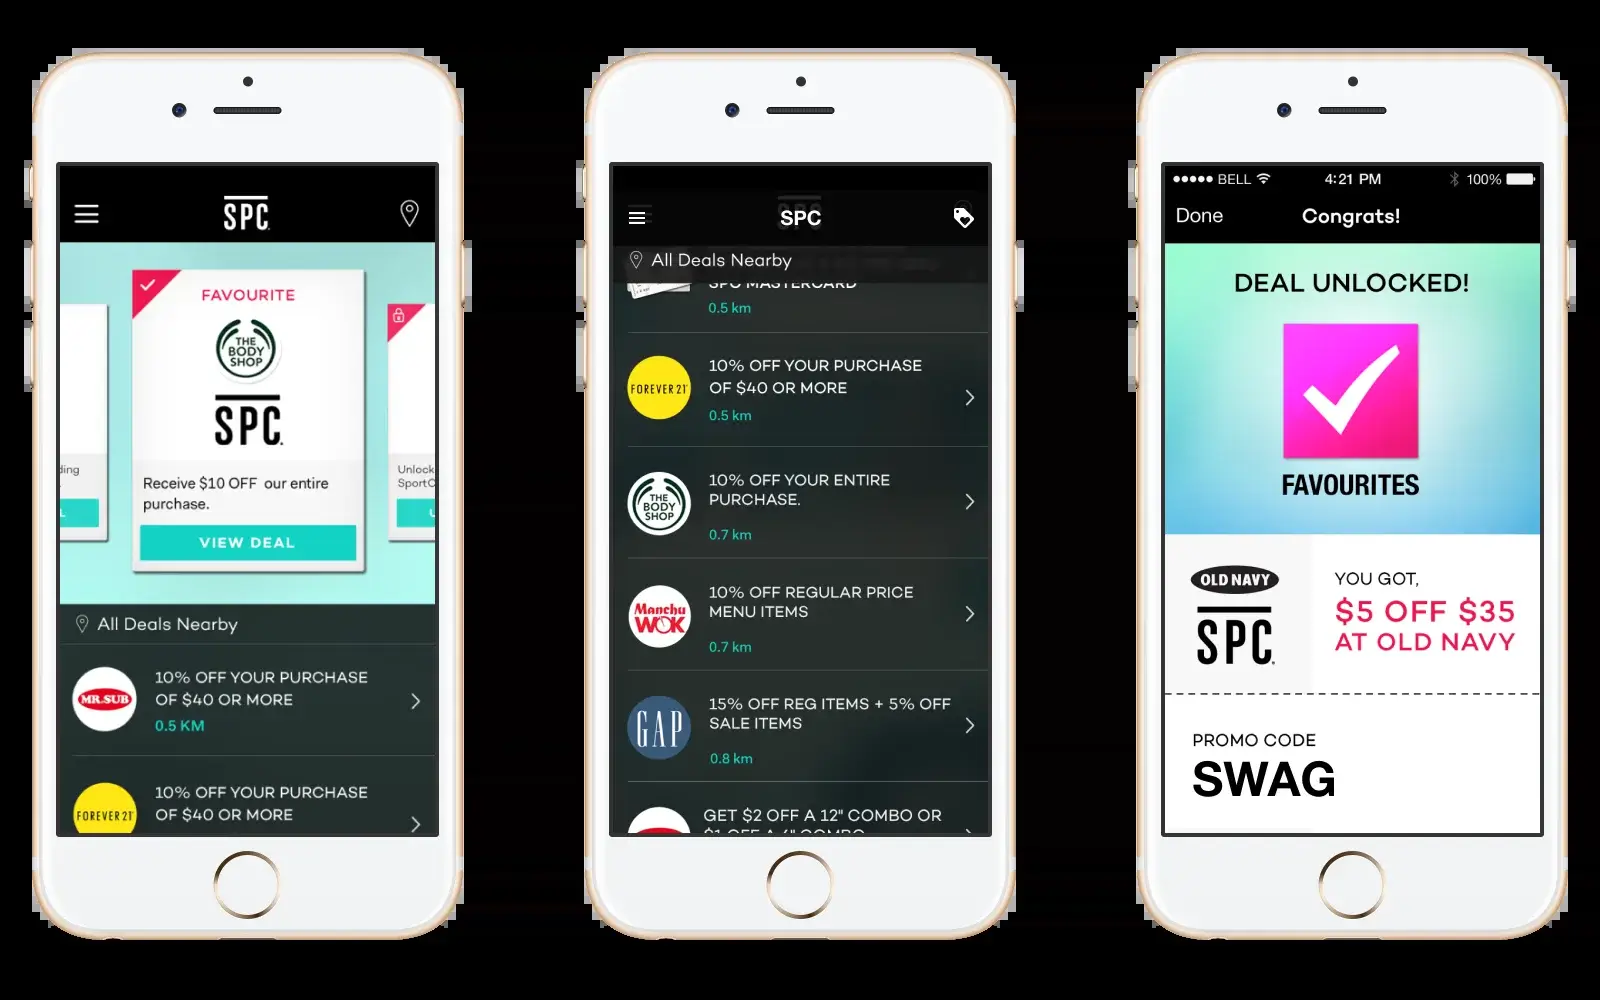 SPC
FAVOURITE
THE
BODY
SHOP
SPC
Receive $10 OFF our entire
purchase.
VIEW DEAL
Unlock
All Deals Nearby
MR.SUB
10% OFF YOUR PURCHASE
OF $40 OR MORE
0.5 KM
FOREVER 21
10% OFF YOUR PURCHASE
OF $40 OR MORE
SPC
All Deals Nearby
SPC MASTERCARD
0.5 km
FOREVER 21
10% OFF YOUR PURCHASE
OF $40 OR MORE
0.5 km
THE
BODY
SHOP
10% OFF YOUR ENTIRE
PURCHASE.
0.7 km
Manchu
WOK
10% OFF REGULAR PRICE
MENU ITEMS
0.7 km
GAP
15% OFF REG ITEMS + 5% OFF
SALE ITEMS
0.8 km
GET $2 OFF A 12" COMBO OR
$1 OFF A 6" COMBO
BELL 4:21 PM 100%
Done Congrats!
DEAL UNLOCKED!
FAVOURITES
OLD NAVY
SPC
YOU GOT,
$5 OFF $35
AT OLD NAVY
PROMO CODE
SWAG